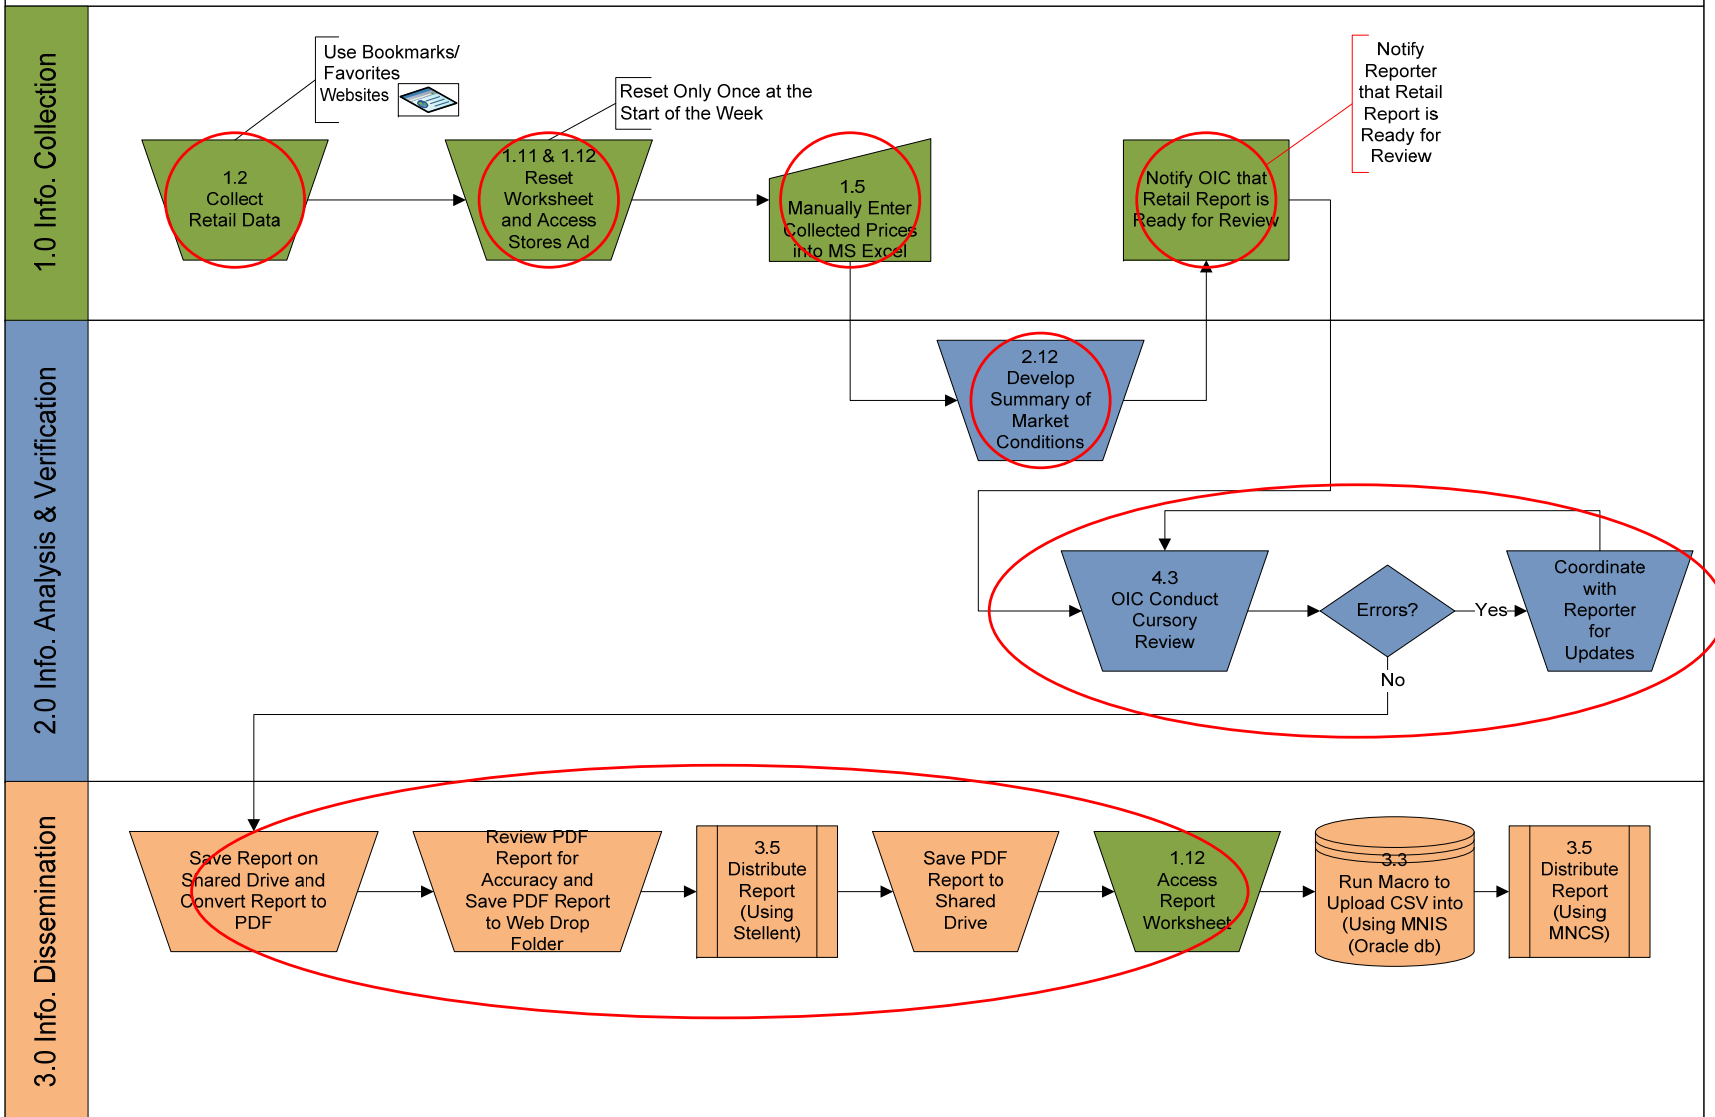 1.0 Info. Collection
Use Bookmarks/
Favorites
Websites
Reset Only Once at the
Start of the Week
Notify
Reporter
that Retail
Report is
Ready for
Review
1.2
Collect
Retail Data
1.11 & 1.12
Reset
Worksheet
and Access
Stores Ad
1.5
Manually Enter
Collected Prices
into MS Excel
Notify OIC that
Retail Report is
Ready for Review
2.0 Info. Analysis & Verification
2.12
Develop
Summary of
Market
Conditions
4.3
OIC Conduct
Cursory
Review
Errors?
Yes
Coordinate
with
Reporter
for
Updates
No
3.0 Info. Dissemination
Save Report on
Shared Drive and
Convert Report to
PDF
Review PDF
Report for
Accuracy and
Save PDF Report
to Web Drop
Folder
3.5
Distribute
Report
(Using
Stellent)
Save PDF
Report to
Shared
Drive
1.12
Access
Report
Worksheet
3.3
Run Macro to
Upload CSV into
(Using MNIS
(Oracle db)
3.5
Distribute
Report
(Using
MNCS)